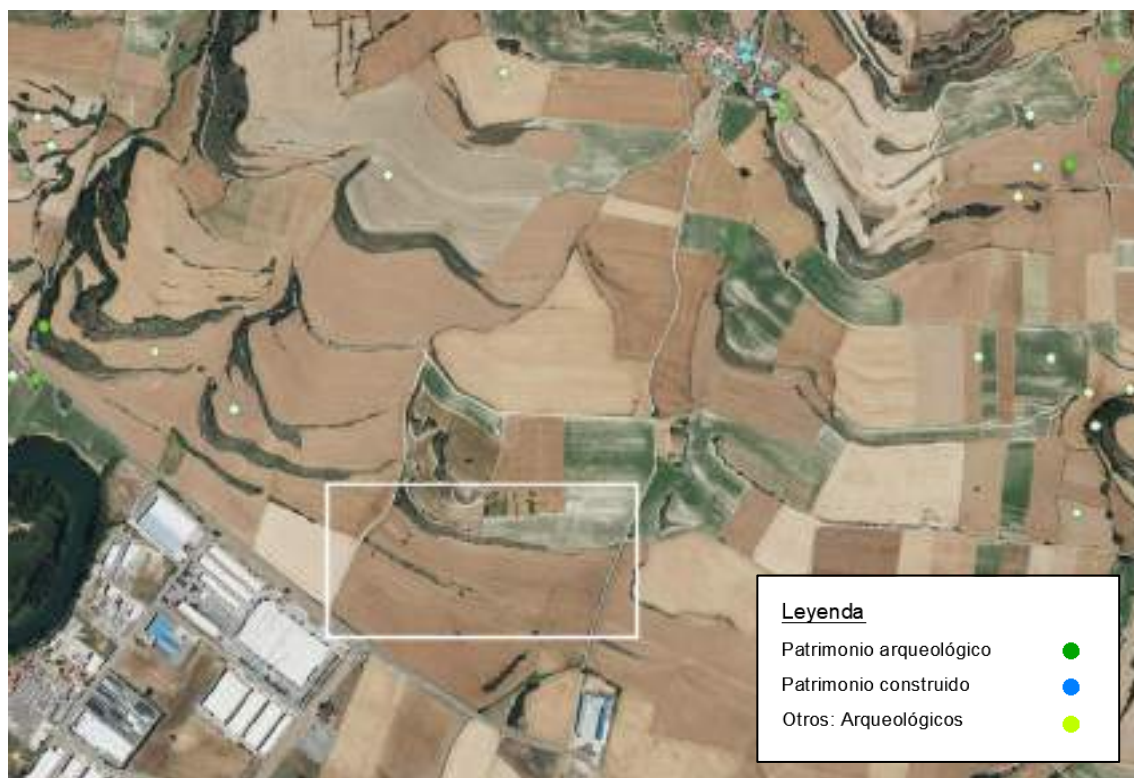 Leyenda
Patrimonio arqueológico
Patrimonio construido
Otros: Arqueológicos